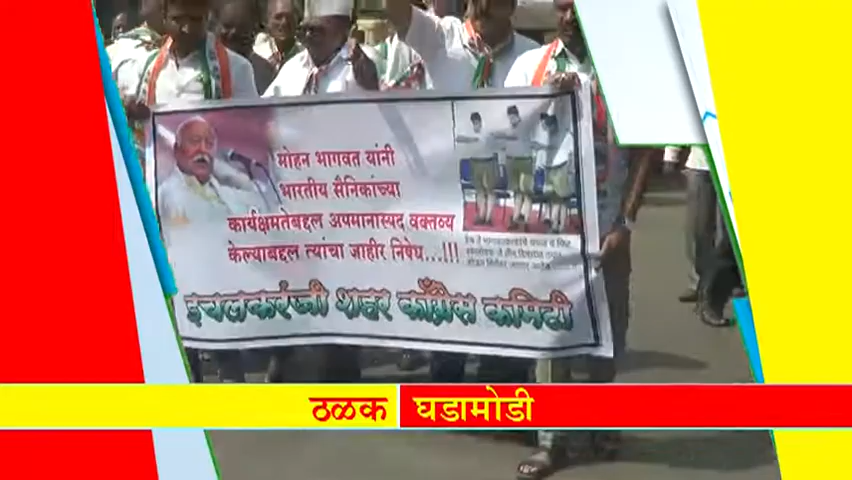 मोहन भागवत यांनी
भारतीय सैनिकांच्या
कार्यक्षमतेबद्दल अपमानास्पद वक्तव्य
केल्याबद्दल त्यांचा जाहीर निषेध...!!!
इचलकरंजी शहर काँग्रेस कमिटी
ठळक घडामोडी